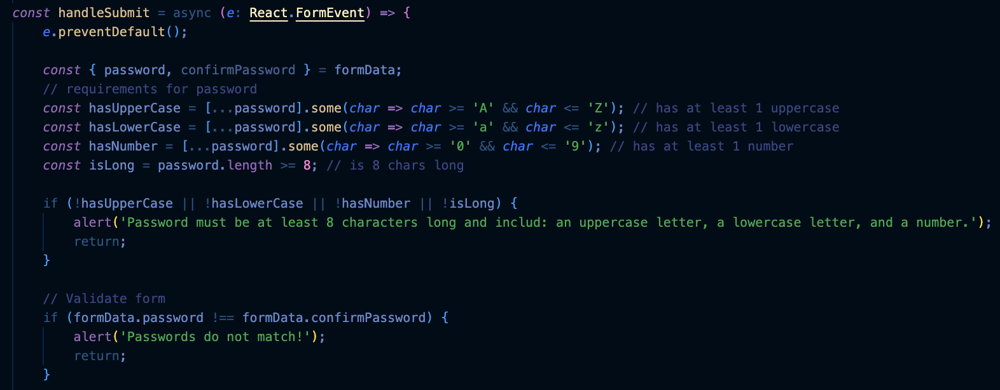 const handleSubmit = async (e: React.FormEvent) => {
e.preventDefault();
const { password, confirmPassword } = formData;
// requirements for password
const hasUpperCase = [...password].some(char => char >= 'A' && char <= 'Z'); // has at least 1 uppercase
const hasLowerCase = [...password].some(char => char >= 'a' && char <= 'z'); // has at least 1 lowercase
const hasNumber = [...password].some(char => char >= '0' && char <= '9'); // has at least 1 number
const isLong = password.length >= 8; // is 8 chars long
if (!hasUpperCase || !hasLowerCase || !hasNumber || !isLong) {
alert('Password must be at least 8 characters long and includ: an uppercase letter, a lowercase letter, and a number.');
return;
}
// Validate form
if (formData.password !== formData.confirmPassword) {
alert('Passwords do not match!');
return;
}